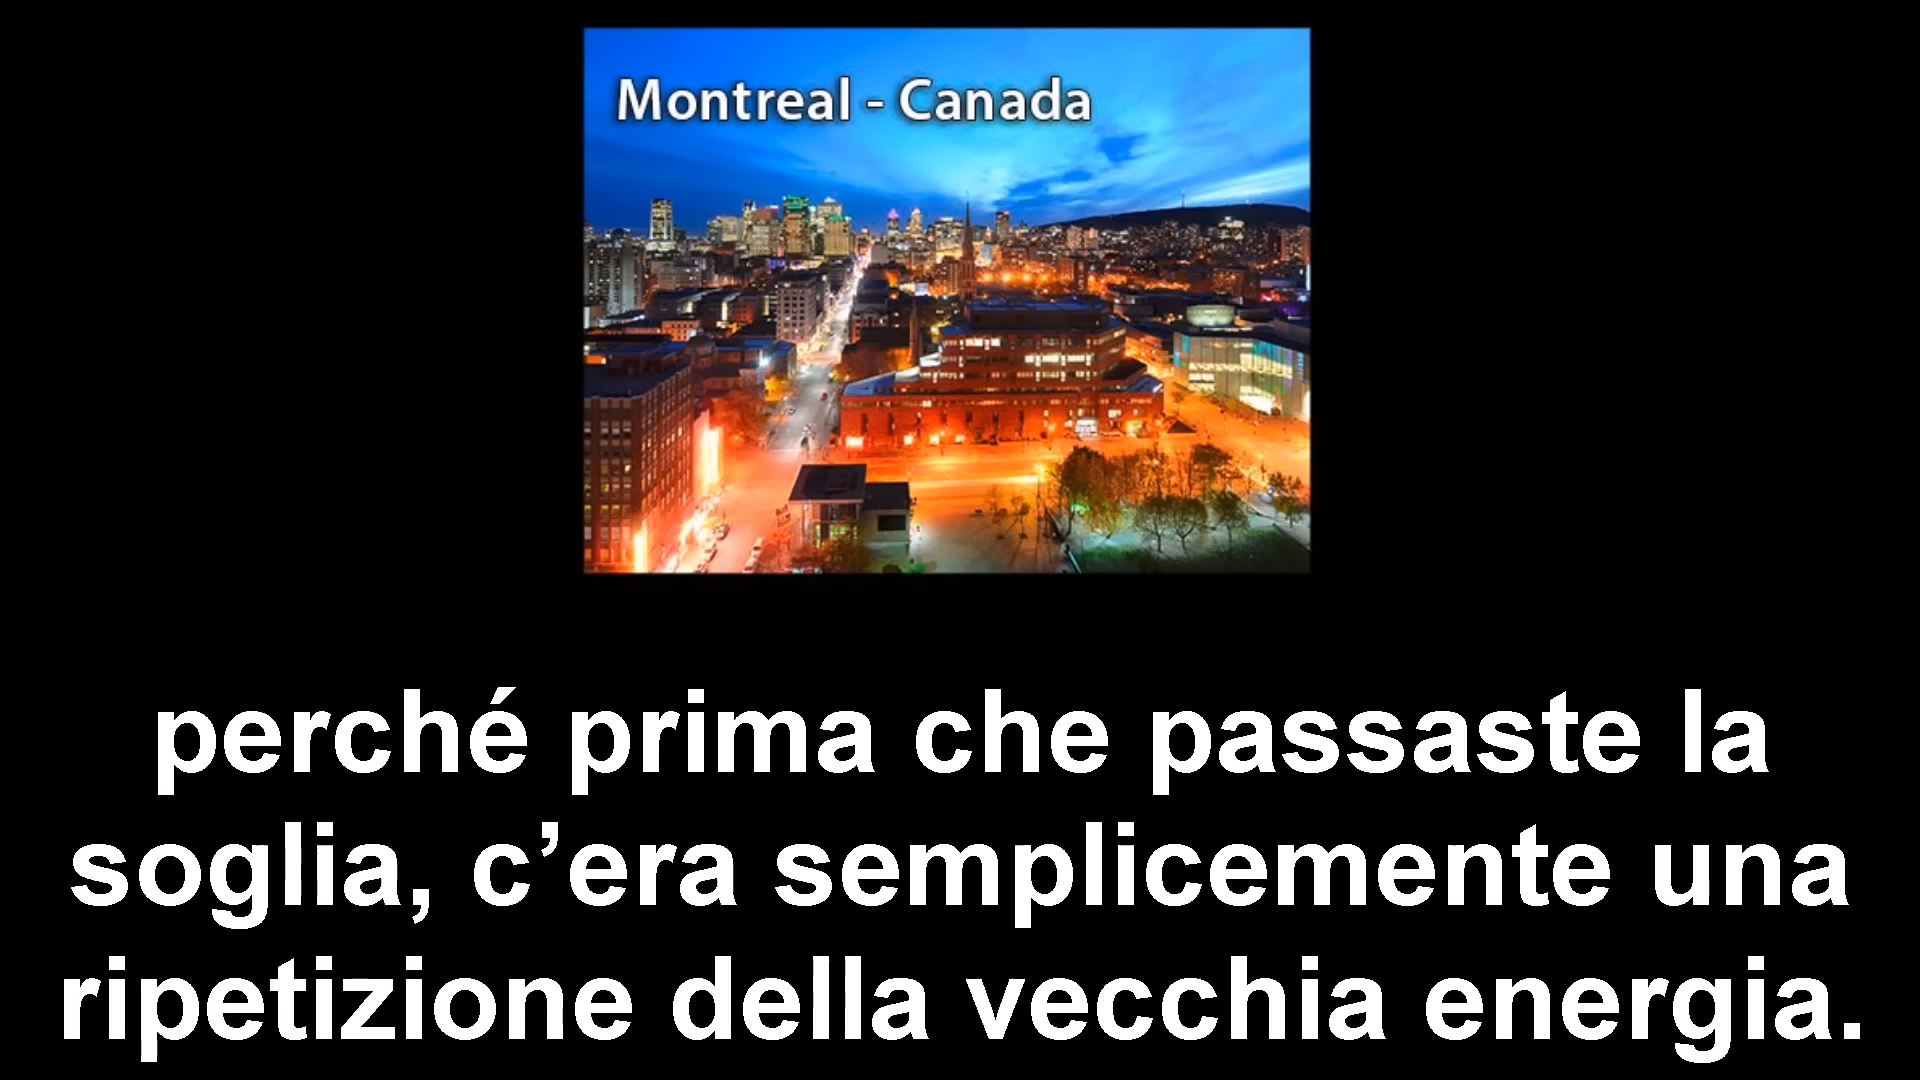 Montreal - Canada
perché prima che passaste la
soglia, c’era semplicemente una
ripetizione della vecchia energia.